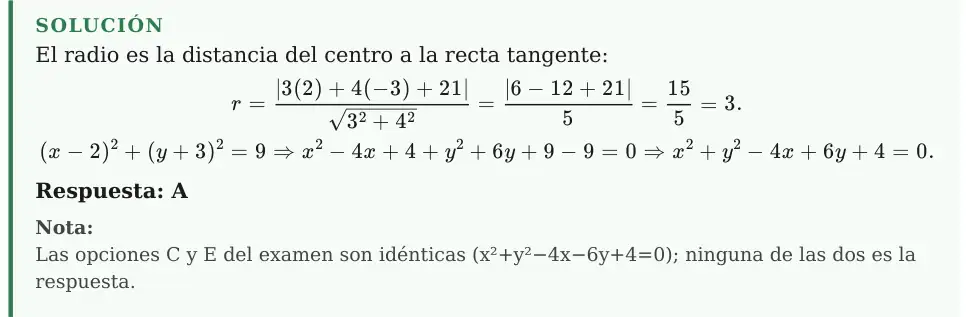 SOLUCIÓN
El radio es la distancia del centro a la recta tangente:
r = |3(2) + 4(−3) + 21| / √(3² + 4²) = |6 − 12 + 21| / 5 = 15/5 = 3.
(x − 2)² + (y + 3)² = 9 ⇒ x² − 4x + 4 + y² + 6y + 9 − 9 = 0 ⇒ x² + y² − 4x + 6y + 4 = 0.
Respuesta: A
Nota:
Las opciones C y E del examen son idénticas (x²+y²−4x−6y+4=0); ninguna de las dos es la
respuesta.